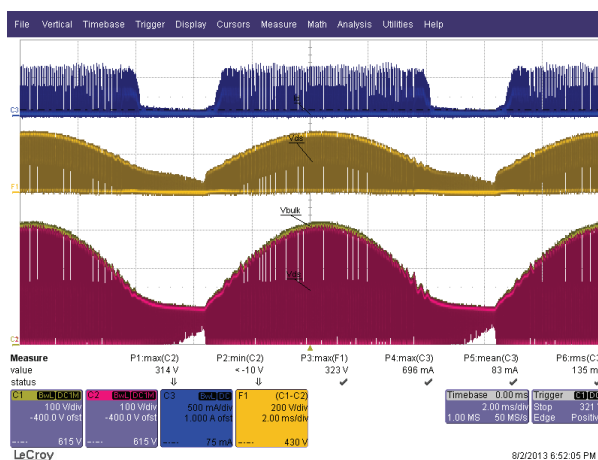 File Vertical Timebase Trigger Display Cursors Measure Math Analysis Utilities Help
C3
Vds
F1
Vbulk
Vds
C2
Measure P1:max(C2) P2:min(C2) P3:max(F1) P4:max(C3) P5:mean(C3) P6:rms(C3
value 314 V < -10 V 323 V 696 mA 83 mA 135 m
status
C1 BwL DC1M C2 BwL DC1M C3 BwL DC F1 (C1-C2) Timebase 0.00 ms Trigger C1 DC
100 V/div 100 V/div 500 mA/div 200 V/div 2.00 ms/div Stop 321
-400.0 V ofst -400.0 V ofst 1.000 A ofst 2.00 ms/div 1.00 MS 50 MS/s Edge Positiv
615 V 615 V 75 mA 430 V
LeCroy 8/2/2013 6:52:05 PM